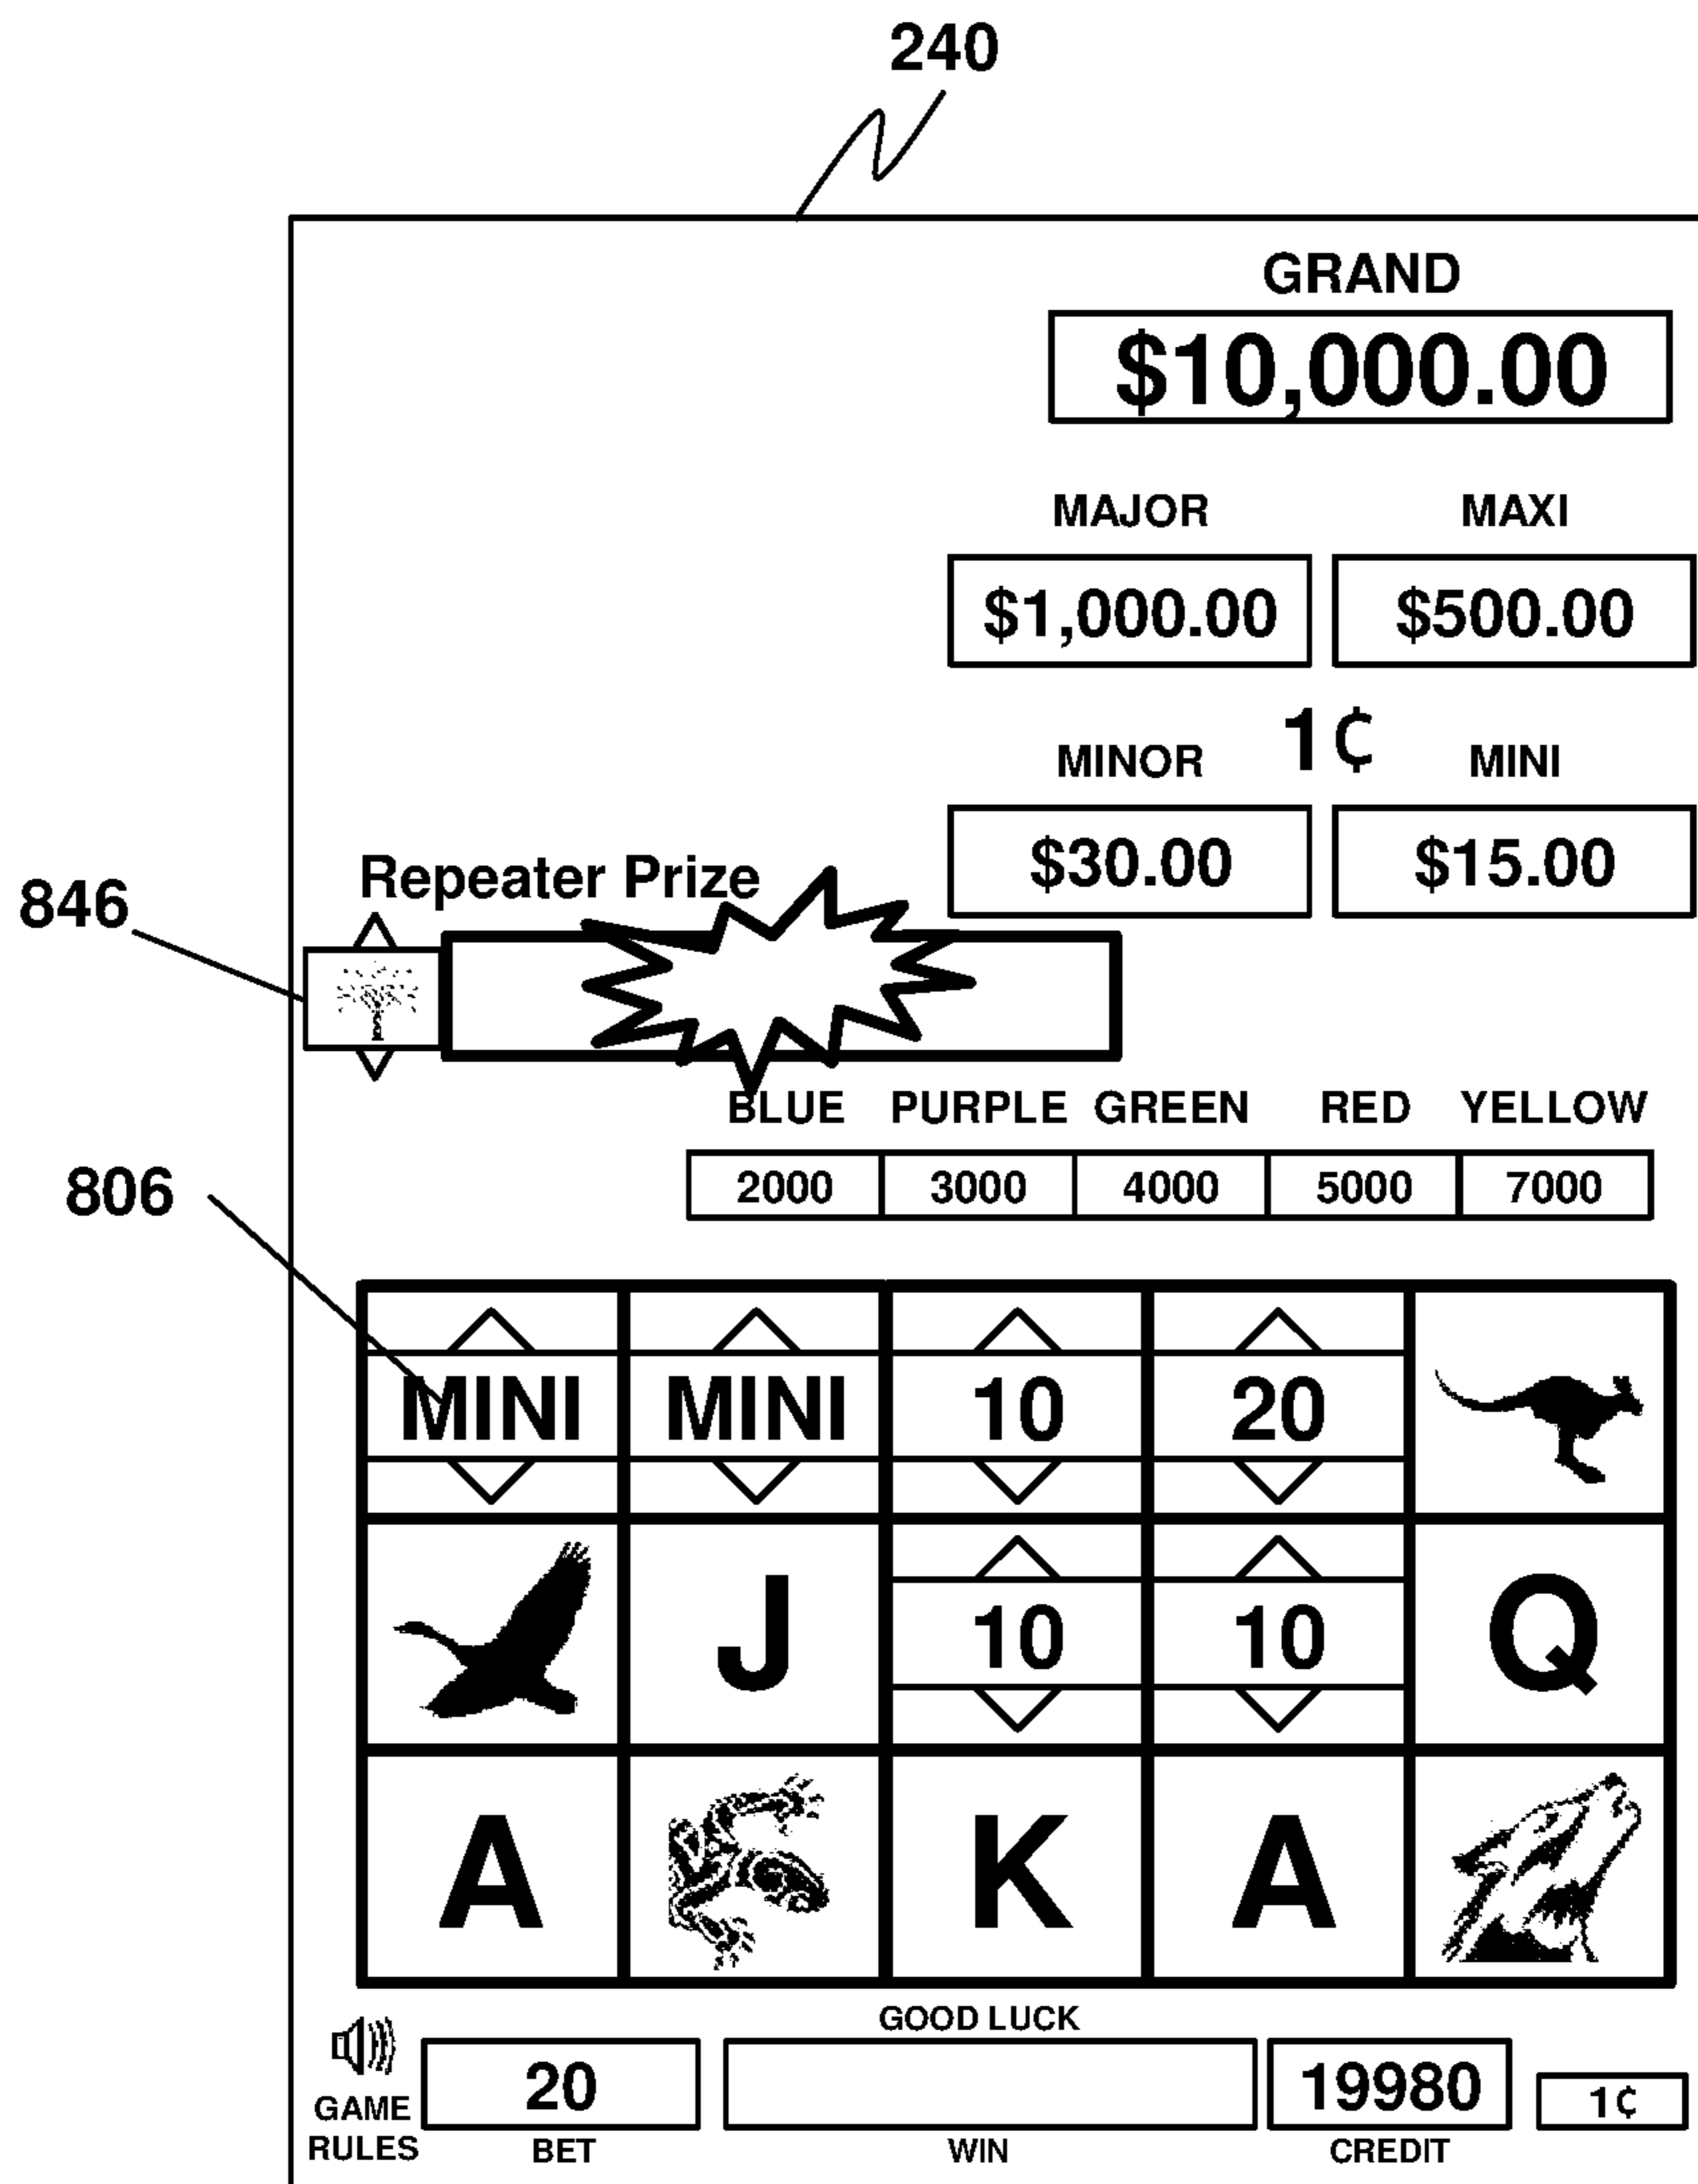 240
GRAND
$10,000.00
MAJOR MAXI
$1,000.00 $500.00
1¢
MINOR MINI
$30.00 $15.00
Repeater Prize
846
BLUE PURPLE GREEN RED YELLOW
2000 3000 4000 5000 7000
806
MINI MINI 10 20
J 10 10 Q
A K A
GOOD LUCK
20 19980 1¢
GAME RULES BET WIN CREDIT